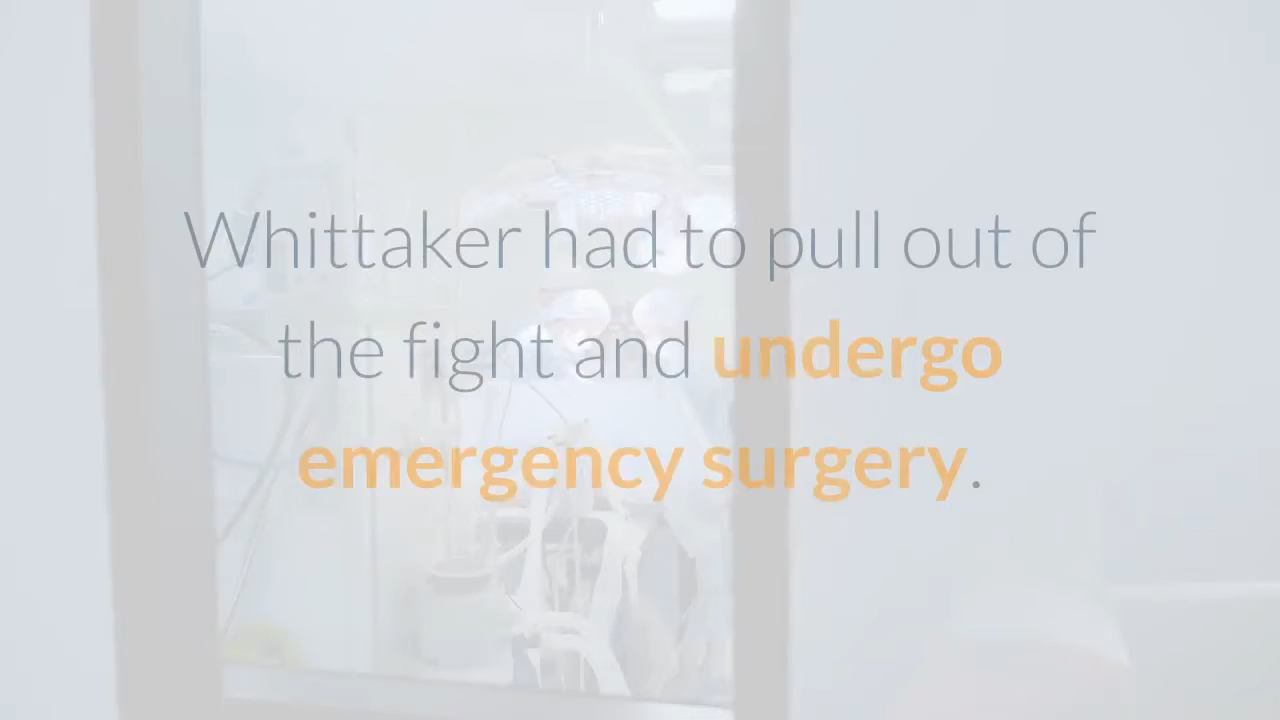 Whittaker had to pull out of
the fight and undergo
emergency surgery.